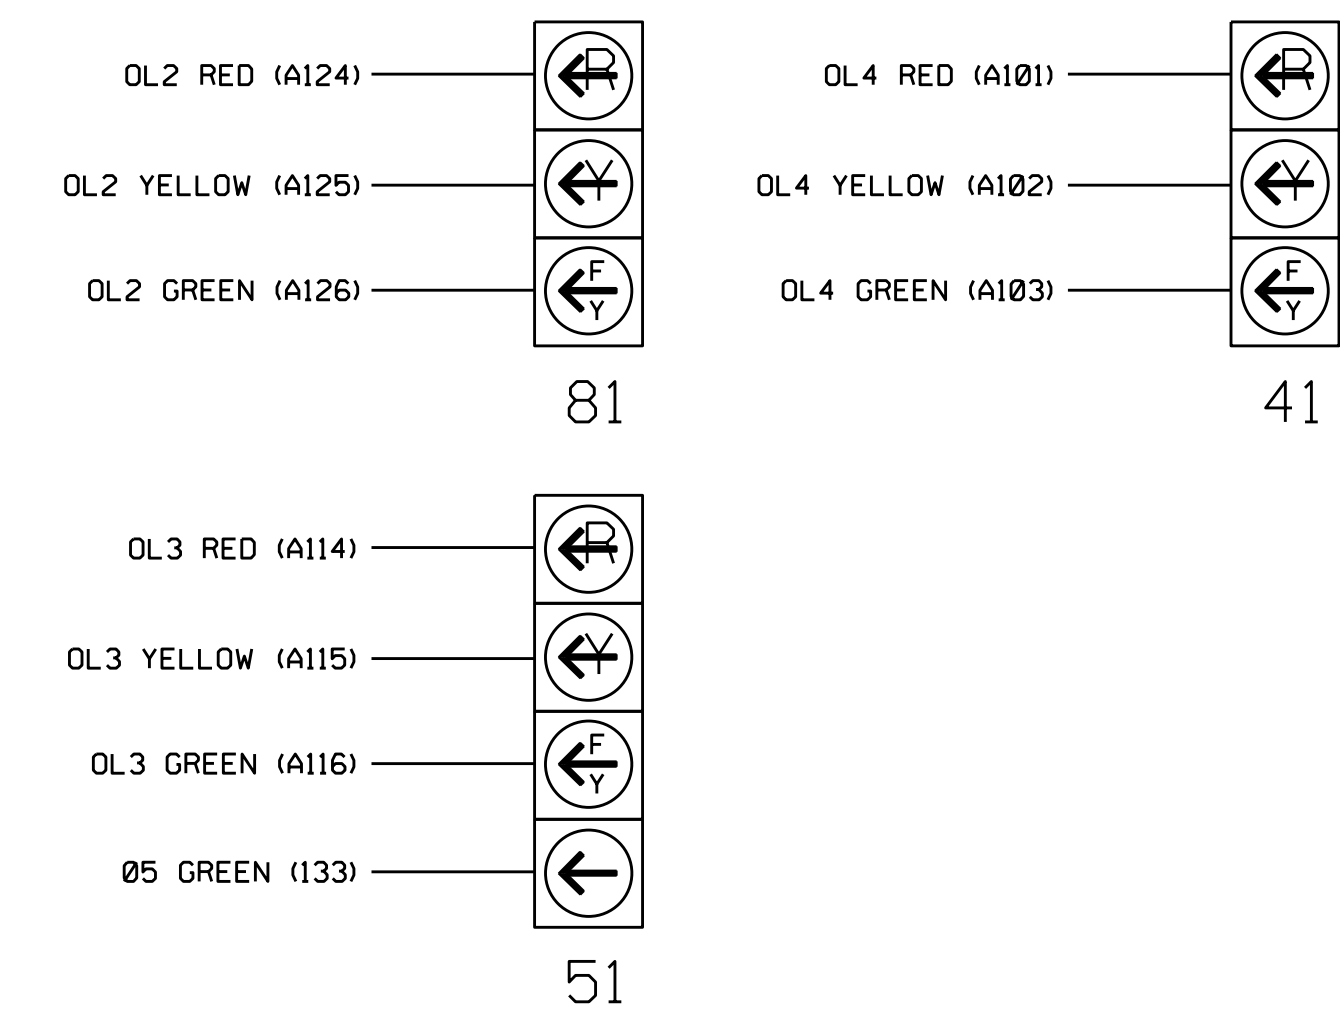 OL2 RED (A124)
R
OL2 YELLOW (A125)
Y
OL2 GREEN (A126)
F
Y
81
OL4 RED (A101)
R
OL4 YELLOW (A102)
Y
OL4 GREEN (A103)
F
Y
41
OL3 RED (A114)
R
OL3 YELLOW (A115)
Y
OL3 GREEN (A116)
F
Y
Ø5 GREEN (133)
51